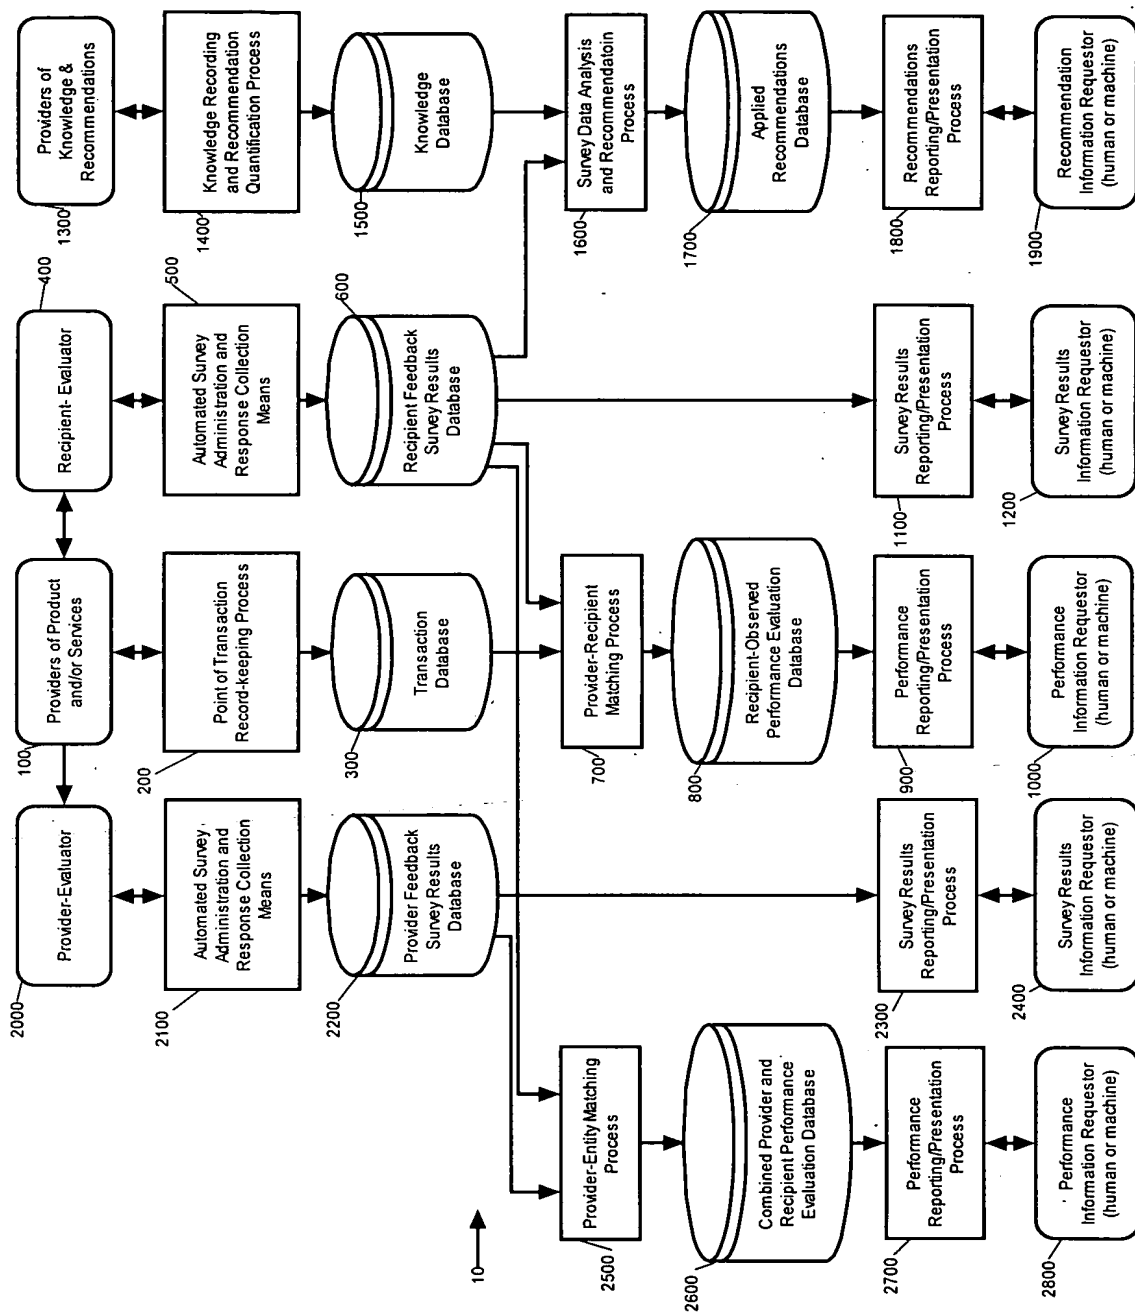 Providers of
Knowledge &
Recommendations
1300
Knowledge Recording
and Recommendation
Quantification Process
1400
Knowledge
Database
1500
Survey Data Analysis
and Recommendatoin
Process
1600
Applied
Recommendations
Database
1700
Recommendations
Reporting/Presentation
Process
1800
Recommendation
Information Requestor
(human or machine)
1900
400
Recipient- Evaluator
500
Automated Survey
Administration and
Response Collection
Means
600
Recipient Feedback
Survey Results
Database
Survey Results
Reporting/Presentation
Process
1100
Survey Results
Information Requestor
(human or machine)
1200
Providers of Product
and/or Services
100
Point of Transaction
Record-keeping Process
200
Transaction
Database
300
Provider-Recipient
Matching Process
700
Recipient-Observed
Performance Evaluation
Database
800
Performance
Reporting/Presentation
Process
900
Performance
Information Requestor
(human or machine)
1000
Provider-Evaluator
2000
Automated Survey
Administration and
Response Collection
Means
2100
Provider Feedback
Survey Results
Database
2200
Survey Results
Reporting/Presentation
Process
2300
Survey Results
Information Requestor
(human or machine)
2400
10
Provider-Entity Matching
Process
2500
Combined Provider and
Recipient Performance
Evaluation Database
2600
Performance
Reporting/Presentation
Process
2700
Performance
Information Requestor
(human or machine)
2800